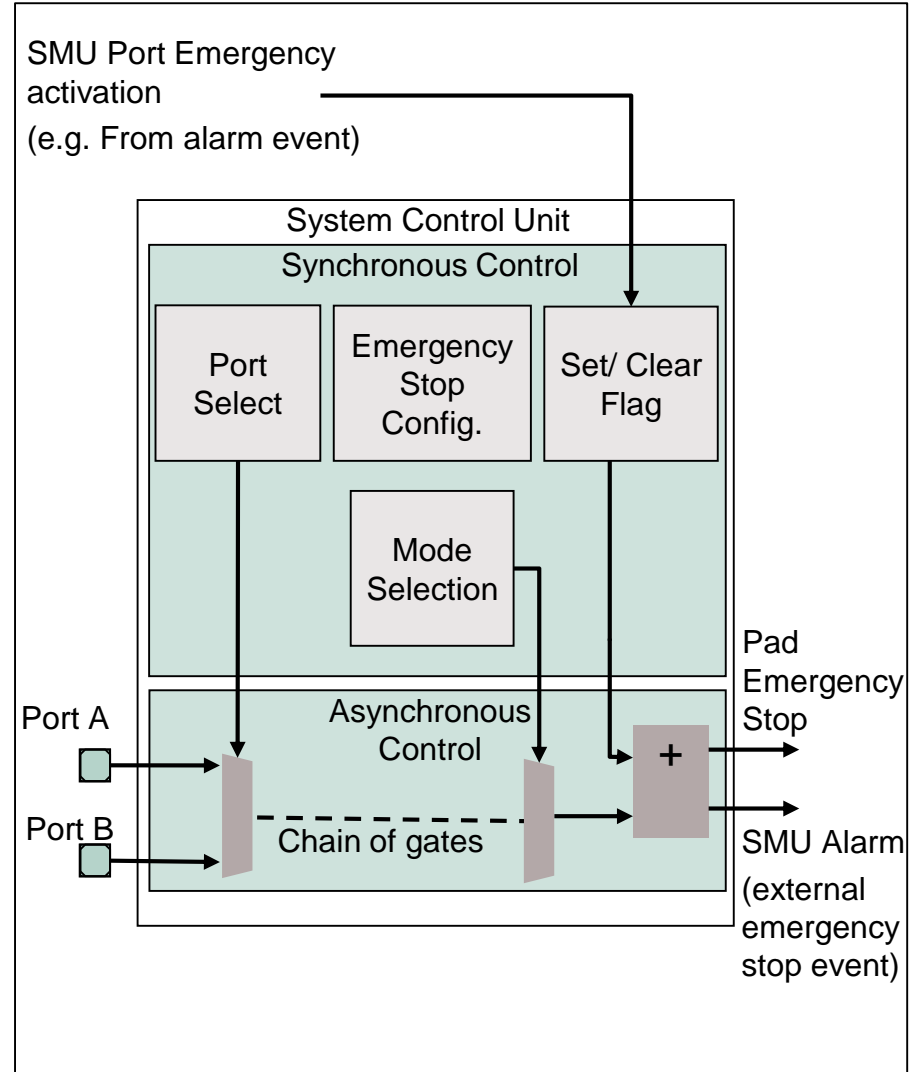 SMU Port Emergency
activation
(e.g. From alarm event)
System Control Unit
Synchronous Control
Port
Select
Emergency
Stop
Config.
Set/ Clear
Flag
Mode
Selection
Pad
Emergency
Stop
Port A
Asynchronous
Control
+
Port B
Chain of gates
SMU Alarm
(external
emergency
stop event)